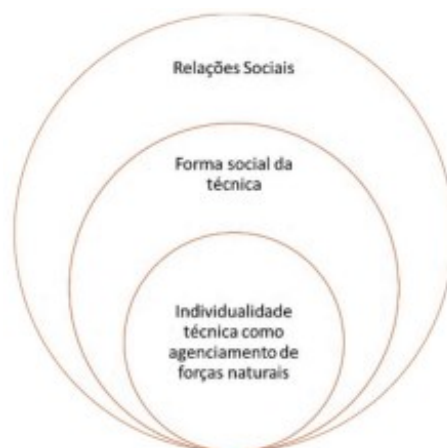 Relações Sociais
Forma social da
técnica
Individualidade
técnica como
agenciamento de
forças naturais